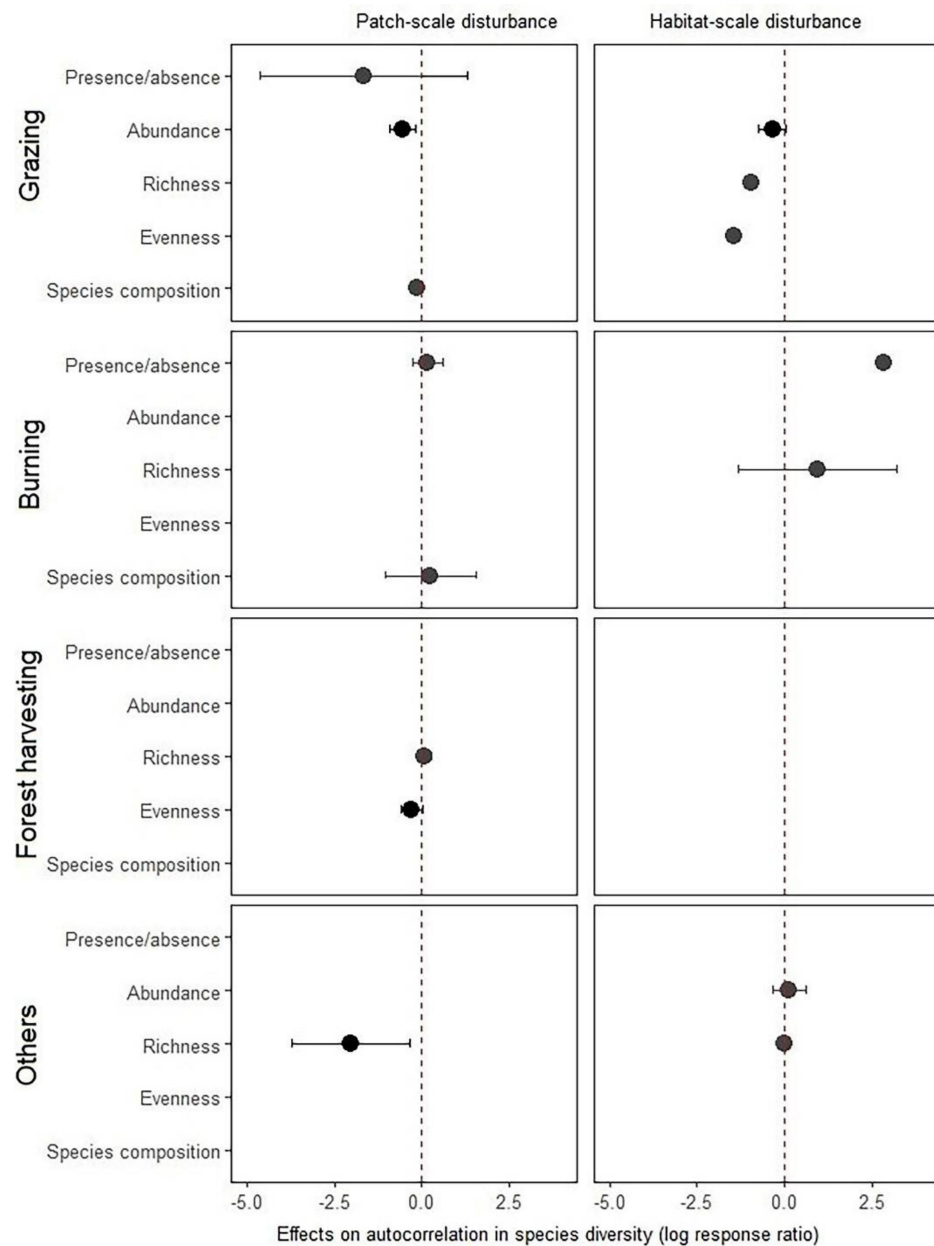 Patch-scale disturbance Habitat-scale disturbance
Grazing
Presence/absence
Abundance
Richness
Evenness
Species composition
Burning
Presence/absence
Abundance
Richness
Evenness
Species composition
Forest harvesting
Presence/absence
Abundance
Richness
Evenness
Species composition
Others
Presence/absence
Abundance
Richness
Evenness
Species composition
-5.0 -2.5 0.0 2.5 -5.0 -2.5 0.0 2.5
Effects on autocorrelation in species diversity (log response ratio)